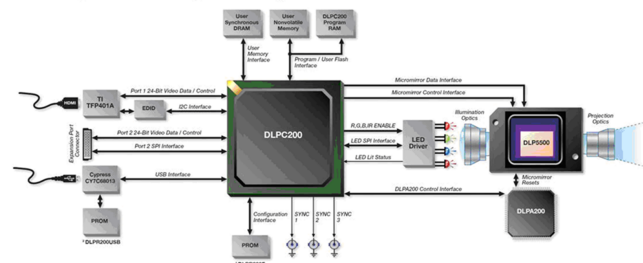 User
Synchronous
DRAM
User
Nonvolatile
Memory
DLPC200
Program
RAM
User
Memory
Interface
Program / User Flash
Interface
Port 1 24-Bit Video Data / Control
HDMI
TI
TFP401A
EDID
I2C Interface
Expansion Port
Connector
Port 2 24-Bit Video Data / Control
Port 2 SPI Interface
Cypress
CY7C68013
USB Interface
PROM
DLPR200USB
DLPC200
Micromirror Data Interface
Micromirror Control Interface
R,G,B,IR ENABLE
LED SPI Interface
LED Lit Status
LED
Driver
Illumination
Optics
Projection
Optics
DLP5500
Micromirror
Resets
DLPA200 Control Interface
DLPA200
Configuration
Interface
SYNC
1
SYNC
2
SYNC
3
PROM